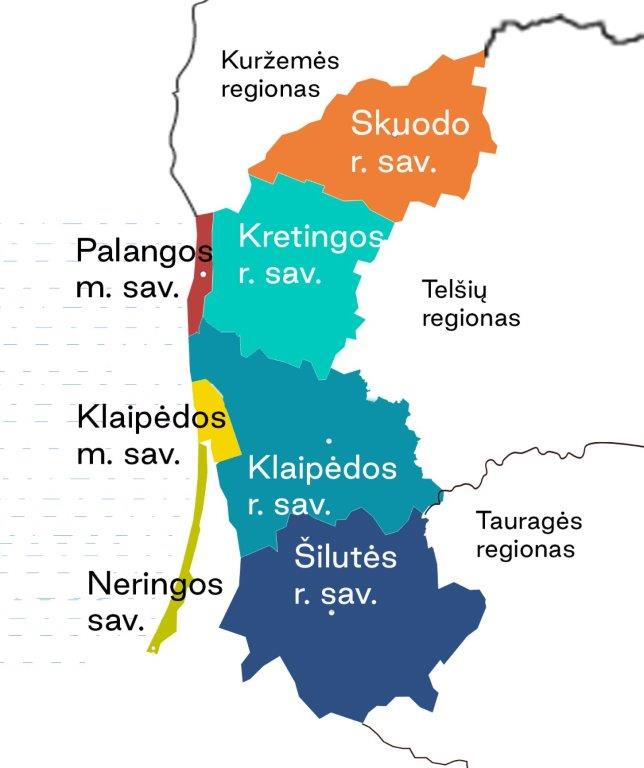 Kuržemės
regionas
Skuodo
r. sav.
Palangos
m. sav.
Kretingos
r. sav.
Telšių
regionas
Klaipėdos
m. sav.
Klaipėdos
r. sav.
Tauragės
regionas
Šilutės
r. sav.
Neringos
sav.